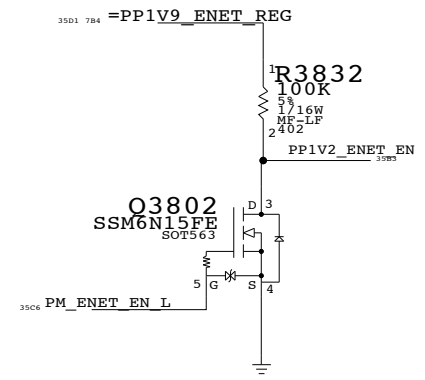 35D1 7B4 =PP1V9_ENET_REG
1
R3832
100K
5%
1/16W
MF-LF
402
2
PP1V2_ENET_EN
35B3
Q3802
SSM6N15FE
SOT563
D 3
5 G S 4
35C6 PM_ENET_EN_L